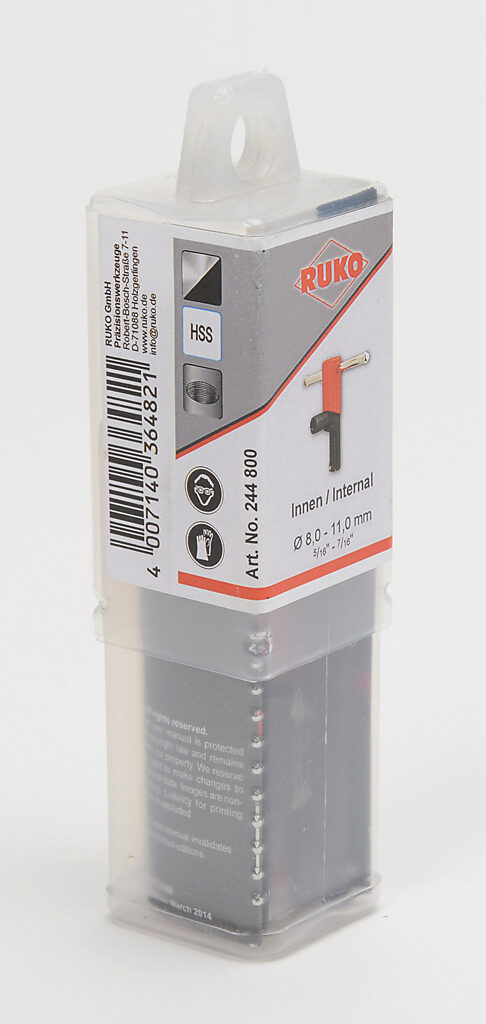 RUKO GmbH
Präzisionswerkzeuge
Robert-Bosch-Straße 7-11
D-71088 Holzgerlingen
www.ruko.de
info@ruko.de
4 007140 364821
HSS
Art. No. 244 800
RUKO
Innen / Internal
Ø 8,0 - 11,0 mm
5/16" - 7/16"
rights reserved.
manual is protected
law and remains
property. We reserve
to make changes to
Images are non-
Liability for printing
excluded
manual invalidates
editions.
March 2014